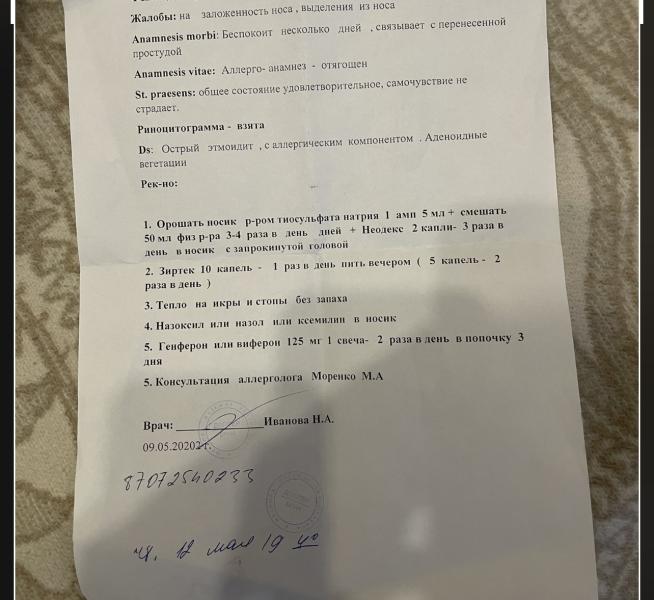 Жалобы: на заложенность носа , выделения из носа
Anamnesis morbi: Беспокоит несколько дней , связывает с перенесенной
простудой
Anamnesis vitae: Аллерго- анамнез - отягощен
St. praesens: общее состояние удовлетворительное, самочувствие не
страдает.
Риноцитограмма - взята
Ds: Острый этмоидит , с аллергическим компонентом . Аденоидные
вегетации
Рек-но:
1. Орошать носик р-ром тиосульфата натрия 1 амп 5 мл + смешать
50 мл физ р-ра 3-4 раза в день дней + Неодекс 2 капли- 3 раза в
день в носик с запрокинутой головой
2. Зиртек 10 капель - 1 раз в день пить вечером ( 5 капель - 2
раза в день )
3. Тепло на икры и стопы без запаха
4. Назоксил или назол или ксемилин в носик
5. Генферон или виферон 125 мг 1 свеча- 2 раза в день в попочку 3
дня
5. Консультация аллерголога Моренко М.А
Врач: Иванова Н.А.
09.05.2020г.
87072540233
чт. 12 мая 19 00